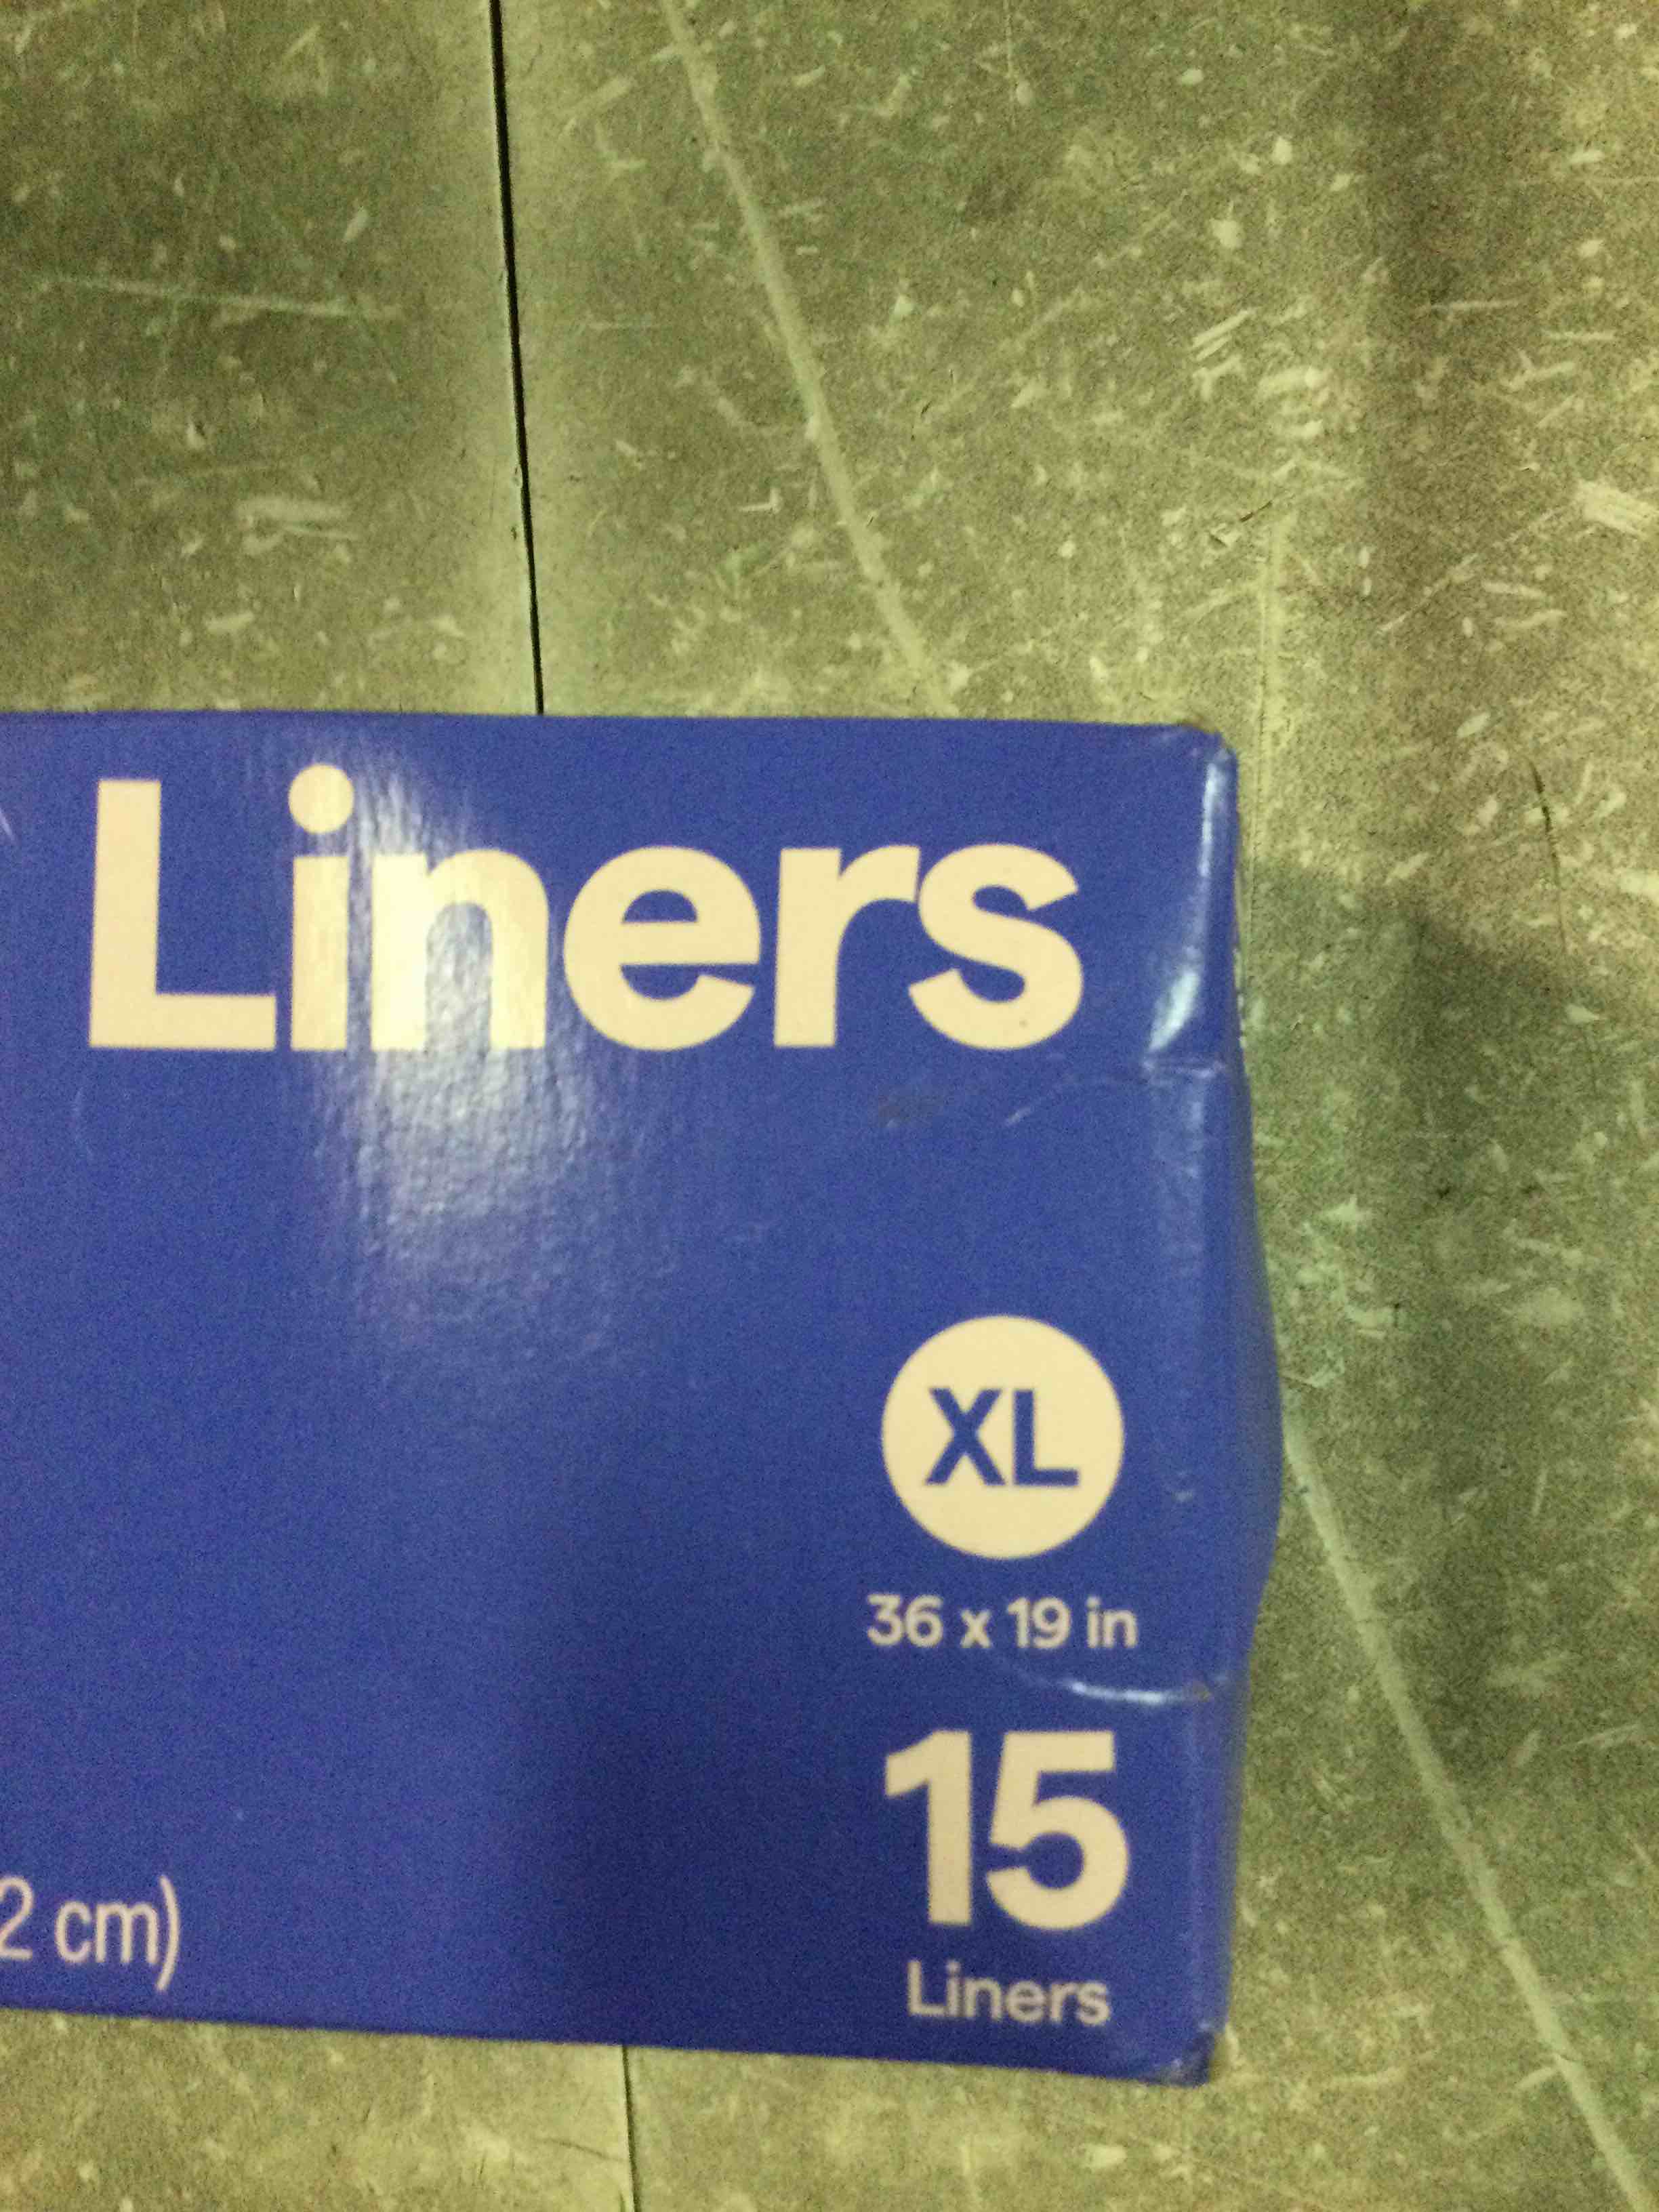 Liners
XL
36 x 19 in
15
Liners
2 cm)